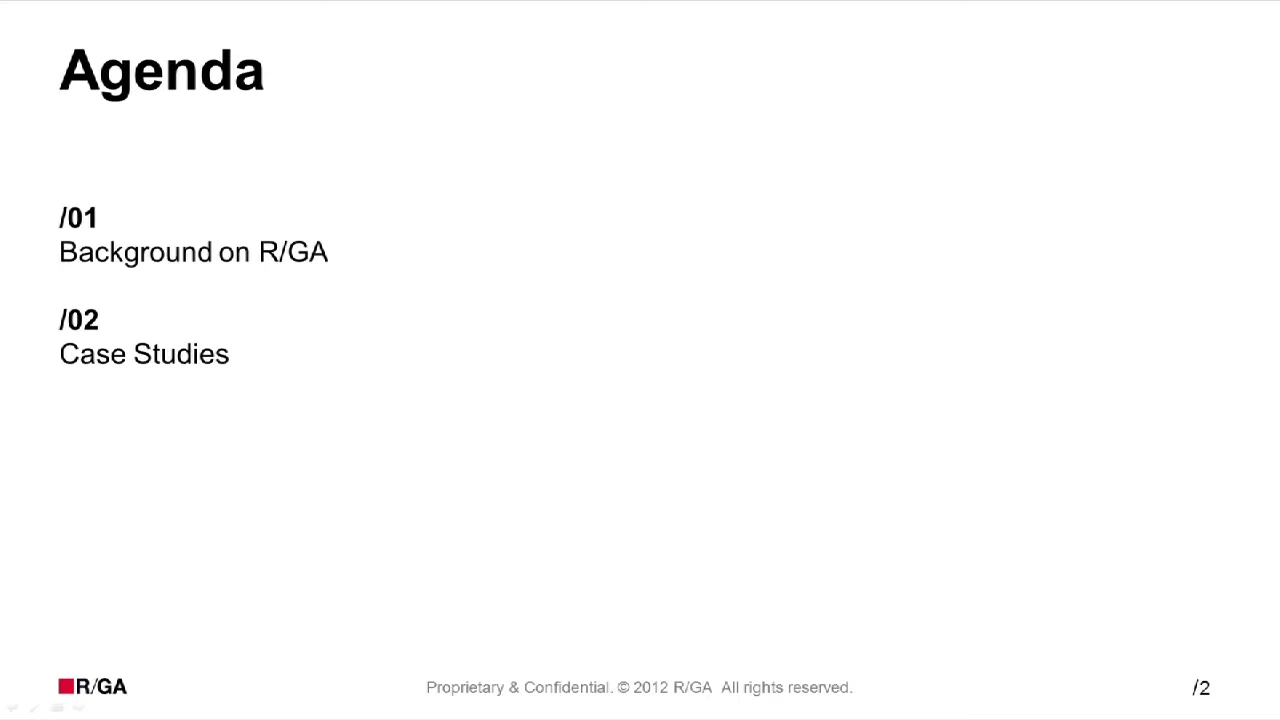 Agenda
/01
Background on R/GA
/02
Case Studies
R/GA
Proprietary & Confidential. © 2012 R/GA All rights reserved.
/2